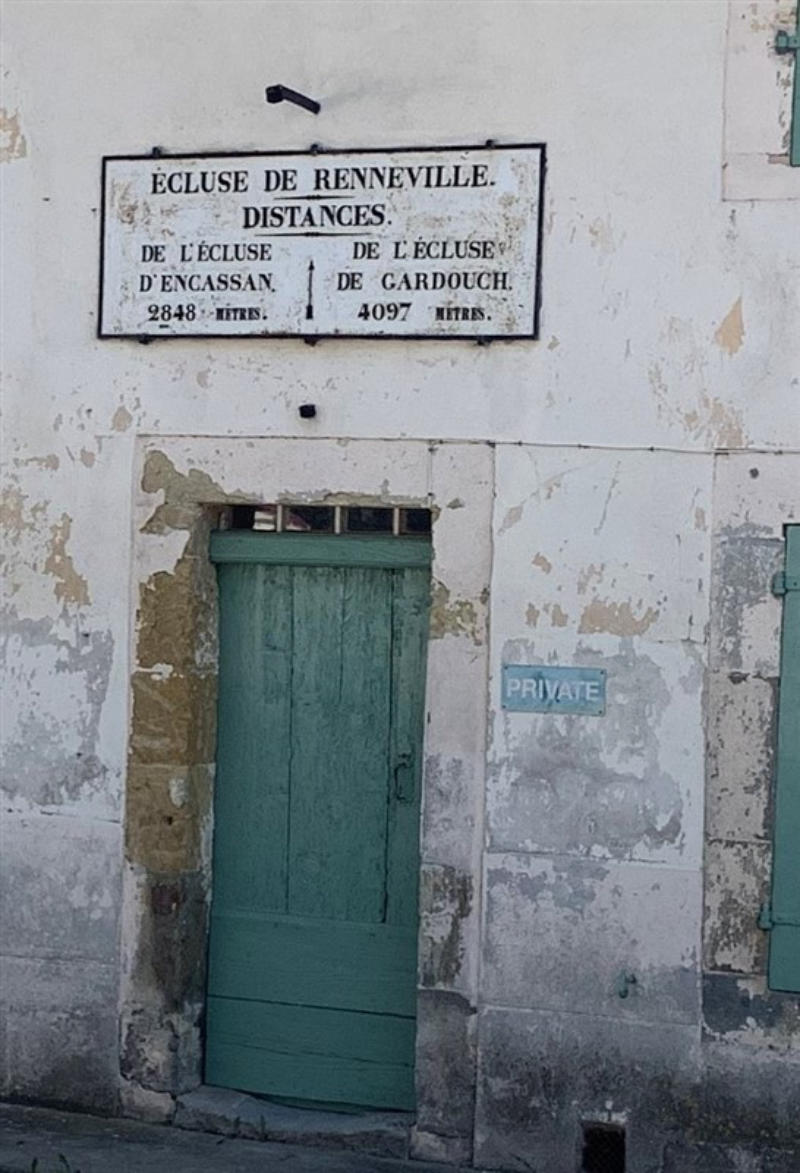 ÉCLUSE DE RENNEVILLE.
DISTANCES.
DE L'ÉCLUSE
D'ENCASSAN.
2848 MÈTRES.
DE L'ÉCLUSE
DE GARDOUCH.
4097 MÈTRES.
PRIVATE